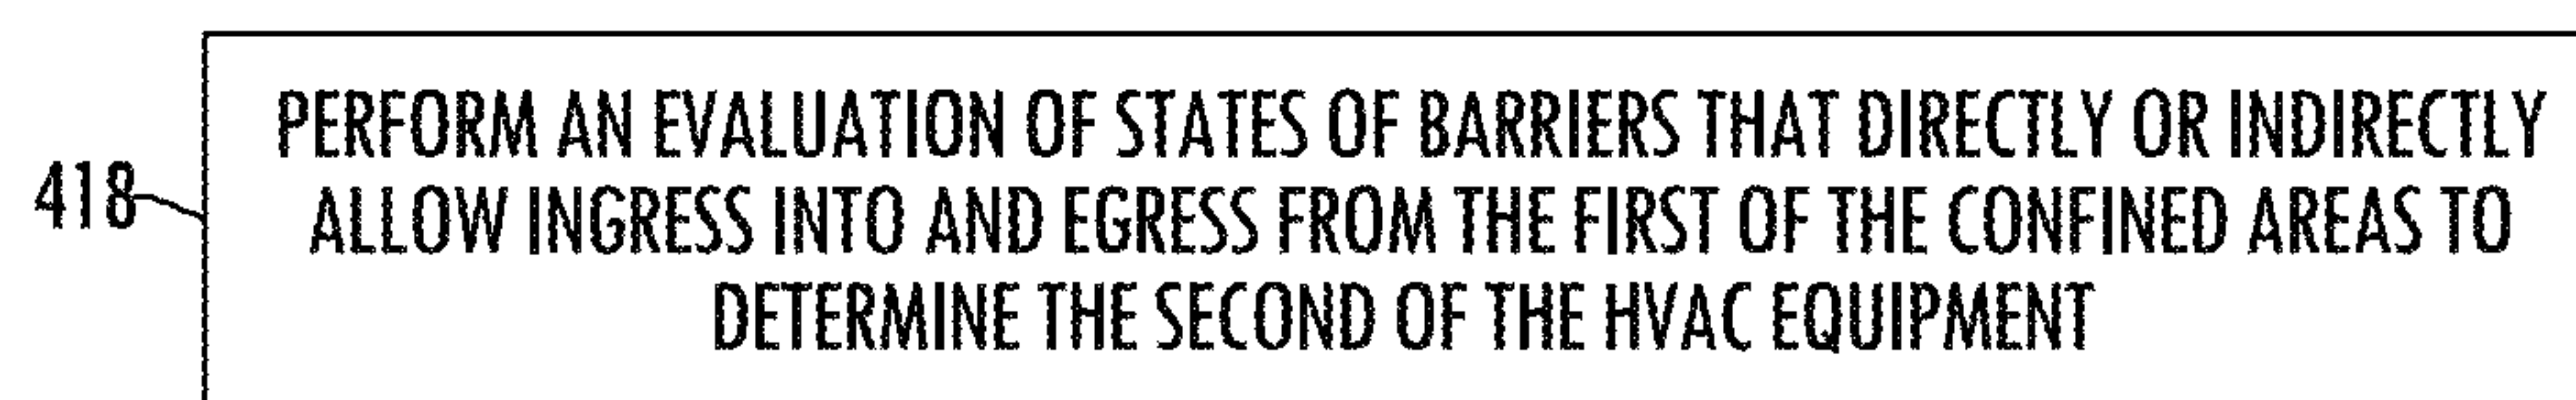 PERFORM AN EVALUATION OF STATES OF BARRIERS THAT DIRECTLY OR INDIRECTLY
418 ALLOW INGRESS INTO AND EGRESS FROM THE FIRST OF THE CONFINED AREAS TO
DETERMINE THE SECOND OF THE HVAC EQUIPMENT